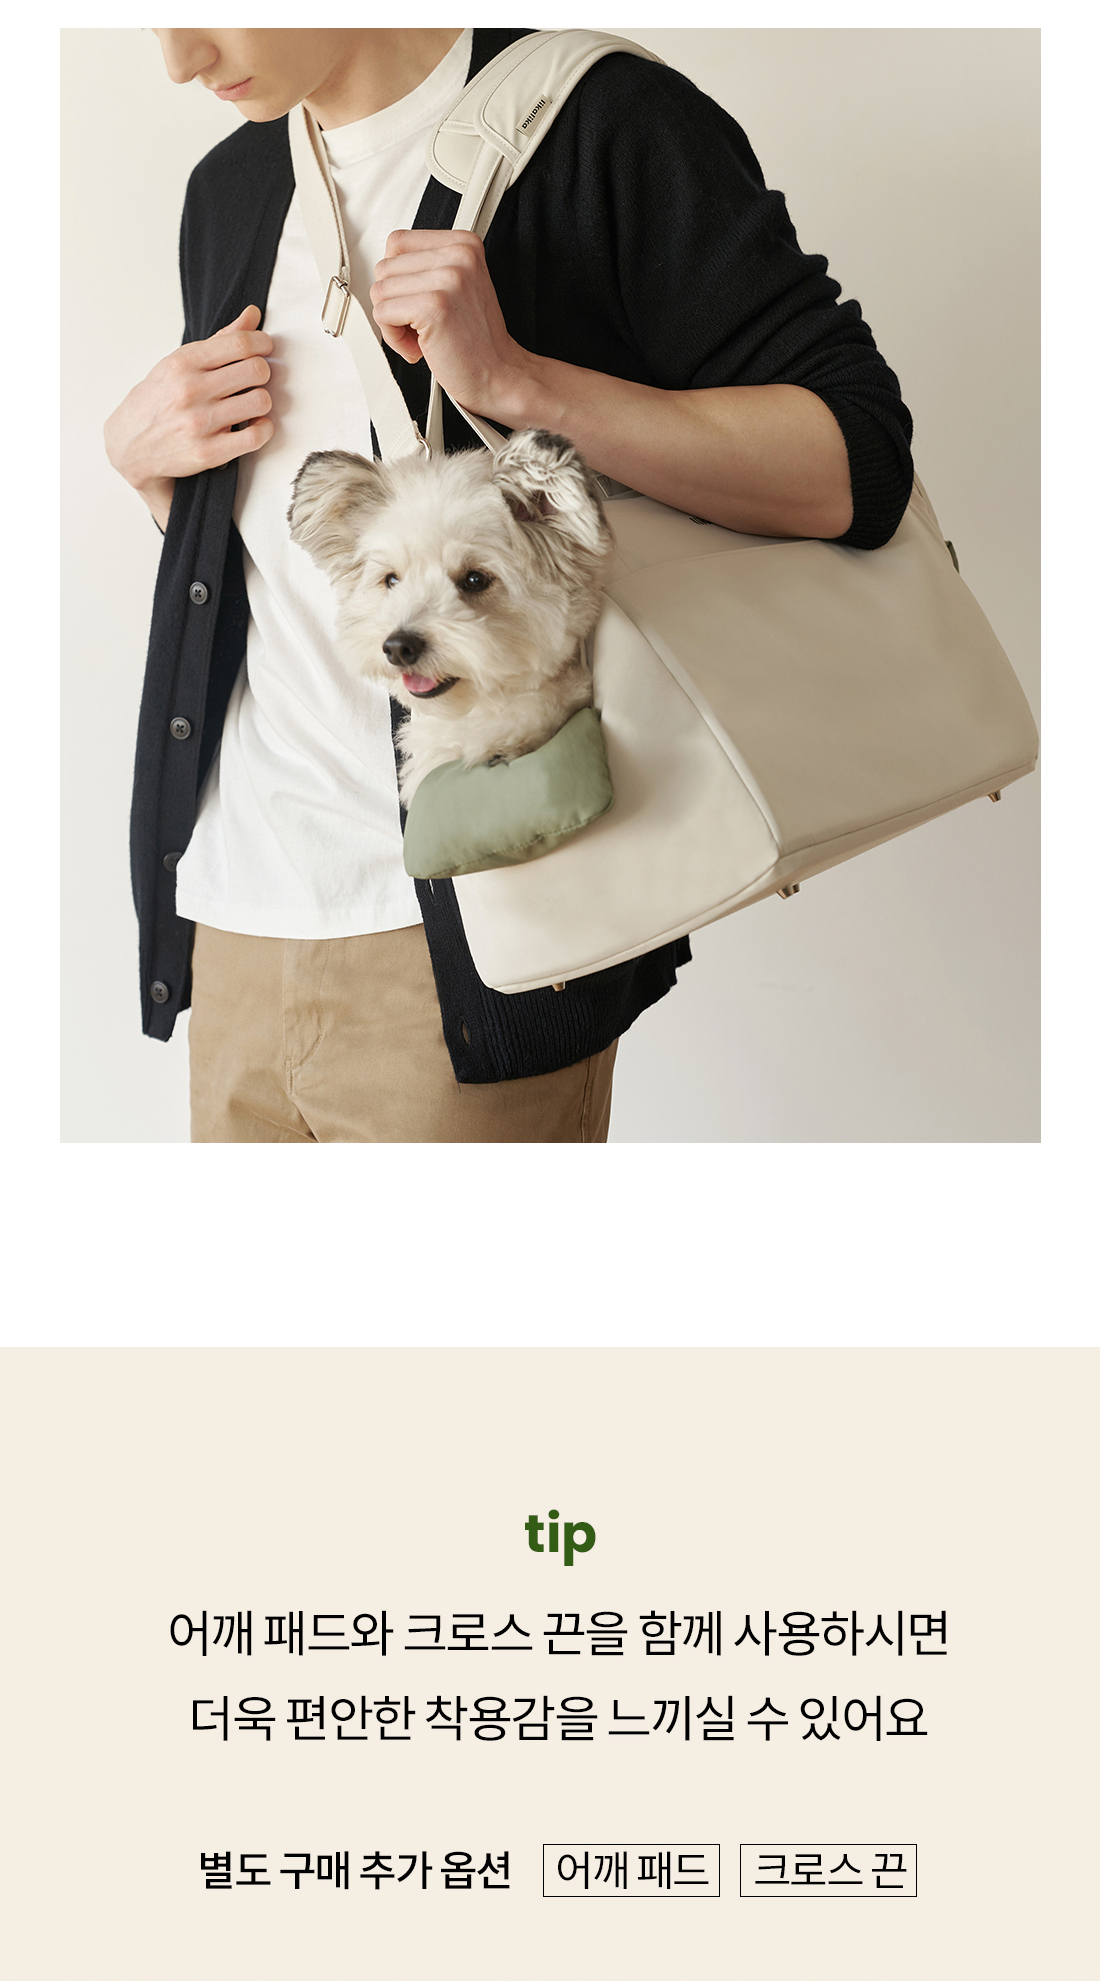 likalika
tip
어깨 패드와 크로스 끈을 함께 사용하시면
더욱 편안한 착용감을 느끼실 수 있어요
별도 구매 추가 옵션 어깨 패드 크로스 끈